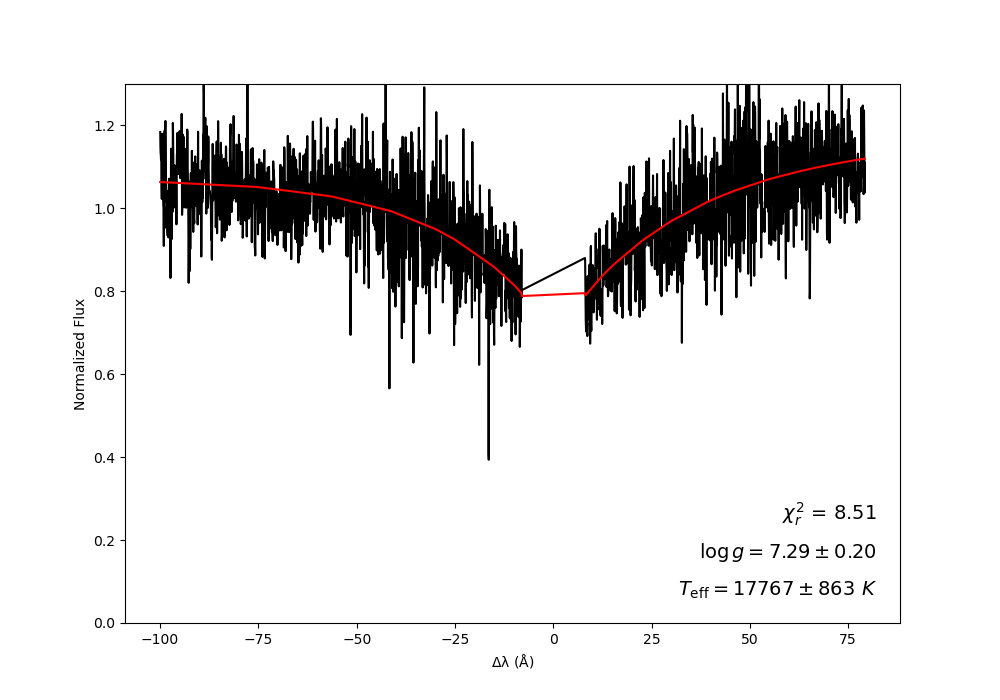 1.2
1.0
0.8
0.6
0.4
0.2
0.0
Normalized Flux
χ²ᵣ = 8.51
log g = 7.29 ± 0.20
T_eff = 17767 ± 863 K
−100 −75 −50 −25 0 25 50 75
Δλ (Å)